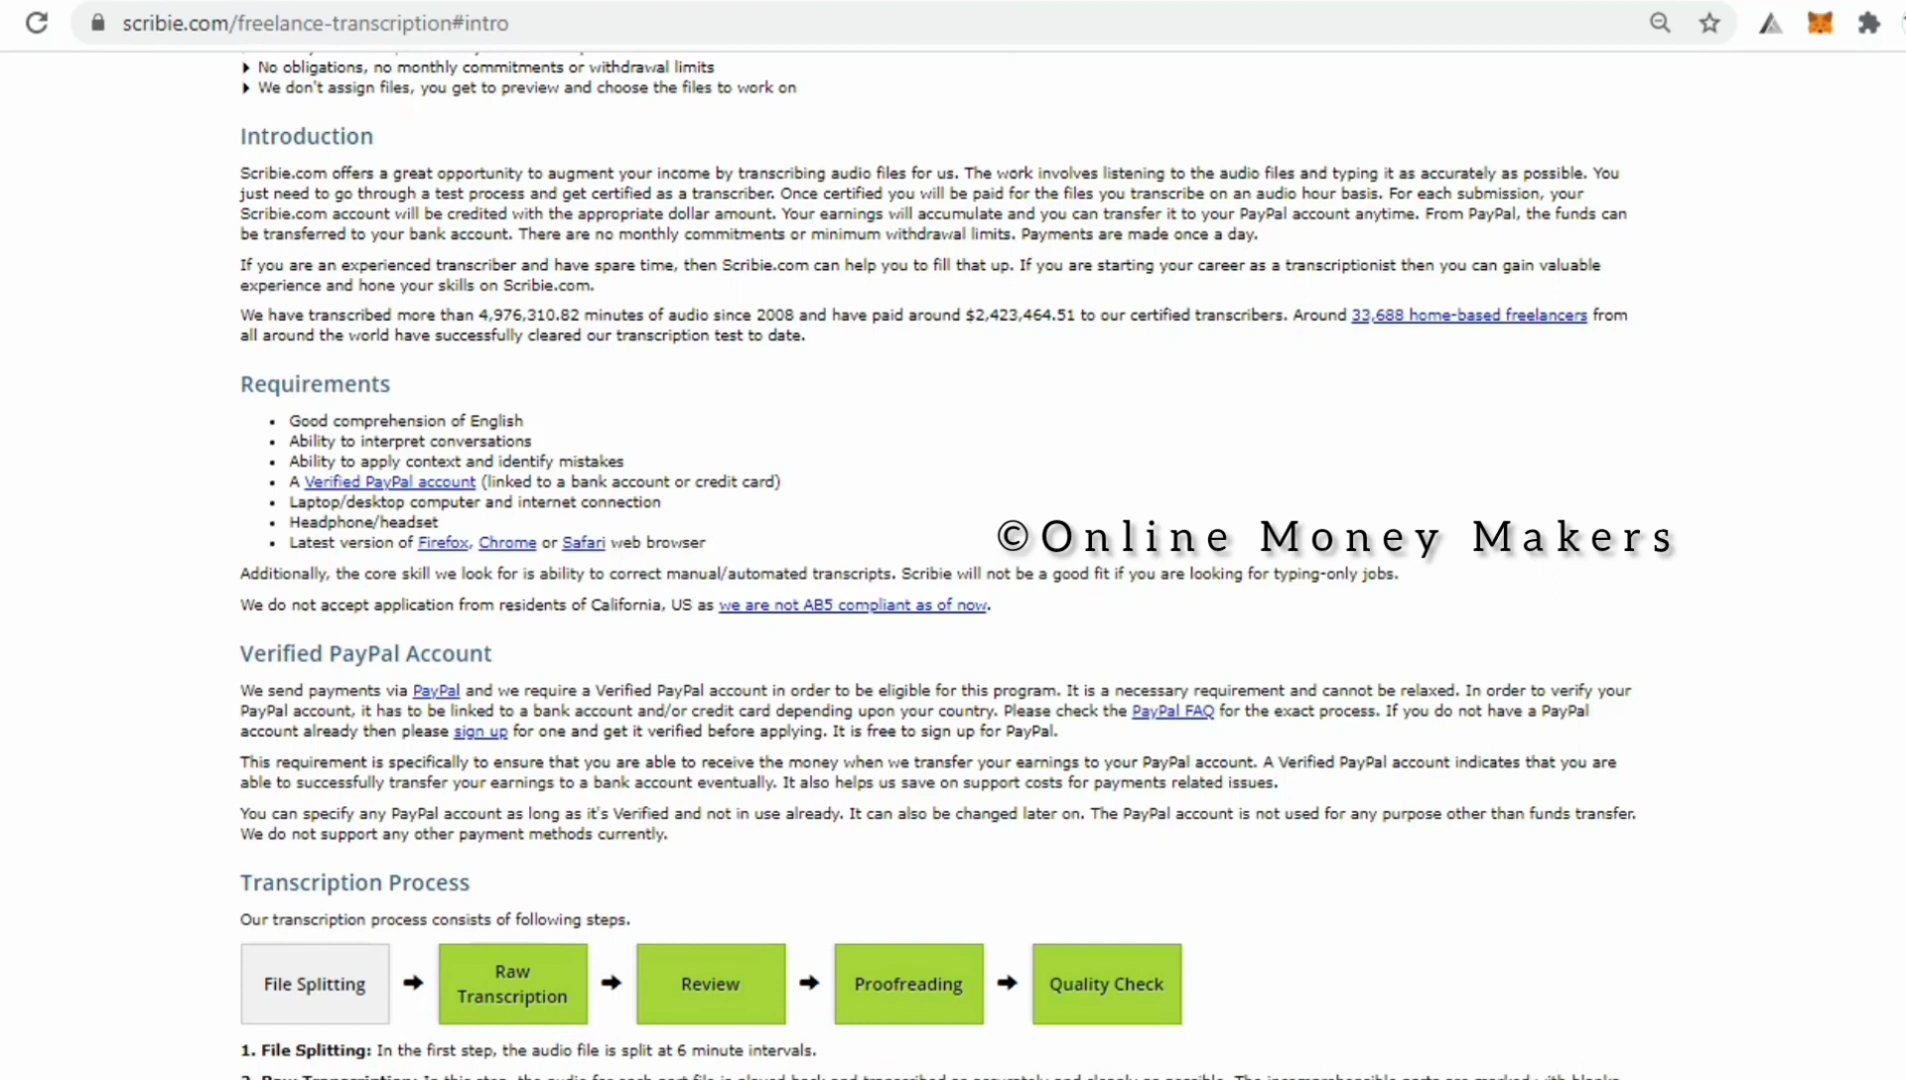 scribie.com/freelance-transcription#intro
No obligations, no monthly commitments or withdrawal limits
We don't assign files, you get to preview and choose the files to work on
Introduction
Scribie.com offers a great opportunity to augment your income by transcribing audio files for us. The work involves listening to the audio files and typing it as accurately as possible. You
just need to go through a test process and get certified as a transcriber. Once certified you will be paid for the files you transcribe on an audio hour basis. For each submission, your
Scribie.com account will be credited with the appropriate dollar amount. Your earnings will accumulate and you can transfer it to your PayPal account anytime. From PayPal, the funds can
be transferred to your bank account. There are no monthly commitments or minimum withdrawal limits. Payments are made once a day.
If you are an experienced transcriber and have spare time, then Scribie.com can help you to fill that up. If you are starting your career as a transcriptionist then you can gain valuable
experience and hone your skills on Scribie.com.
We have transcribed more than 4,976,310.82 minutes of audio since 2008 and have paid around $2,423,464.51 to our certified transcribers. Around 33,688 home-based freelancers from
all around the world have successfully cleared our transcription test to date.
Requirements
• Good comprehension of English
• Ability to interpret conversations
• Ability to apply context and identify mistakes
• A Verified PayPal account (linked to a bank account or credit card)
• Laptop/desktop computer and internet connection
• Headphone/headset
• Latest version of Firefox, Chrome or Safari web browser
©Online Money Makers
Additionally, the core skill we look for is ability to correct manual/automated transcripts. Scribie will not be a good fit if you are looking for typing-only jobs.
We do not accept application from residents of California, US as we are not AB5 compliant as of now.
Verified PayPal Account
We send payments via PayPal and we require a Verified PayPal account in order to be eligible for this program. It is a necessary requirement and cannot be relaxed. In order to verify your
PayPal account, it has to be linked to a bank account and/or credit card depending upon your country. Please check the PayPal FAQ for the exact process. If you do not have a PayPal
account already then please sign up for one and get it verified before applying. It is free to sign up for PayPal.
This requirement is specifically to ensure that you are able to receive the money when we transfer your earnings to your PayPal account. A Verified PayPal account indicates that you are
able to successfully transfer your earnings to a bank account eventually. It also helps us save on support costs for payments related issues.
You can specify any PayPal account as long as it's Verified and not in use already. It can also be changed later on. The PayPal account is not used for any purpose other than funds transfer.
We do not support any other payment methods currently.
Transcription Process
Our transcription process consists of following steps.
File Splitting
Raw
Transcription
Review
Proofreading
Quality Check
1. File Splitting: In the first step, the audio file is split at 6 minute intervals.